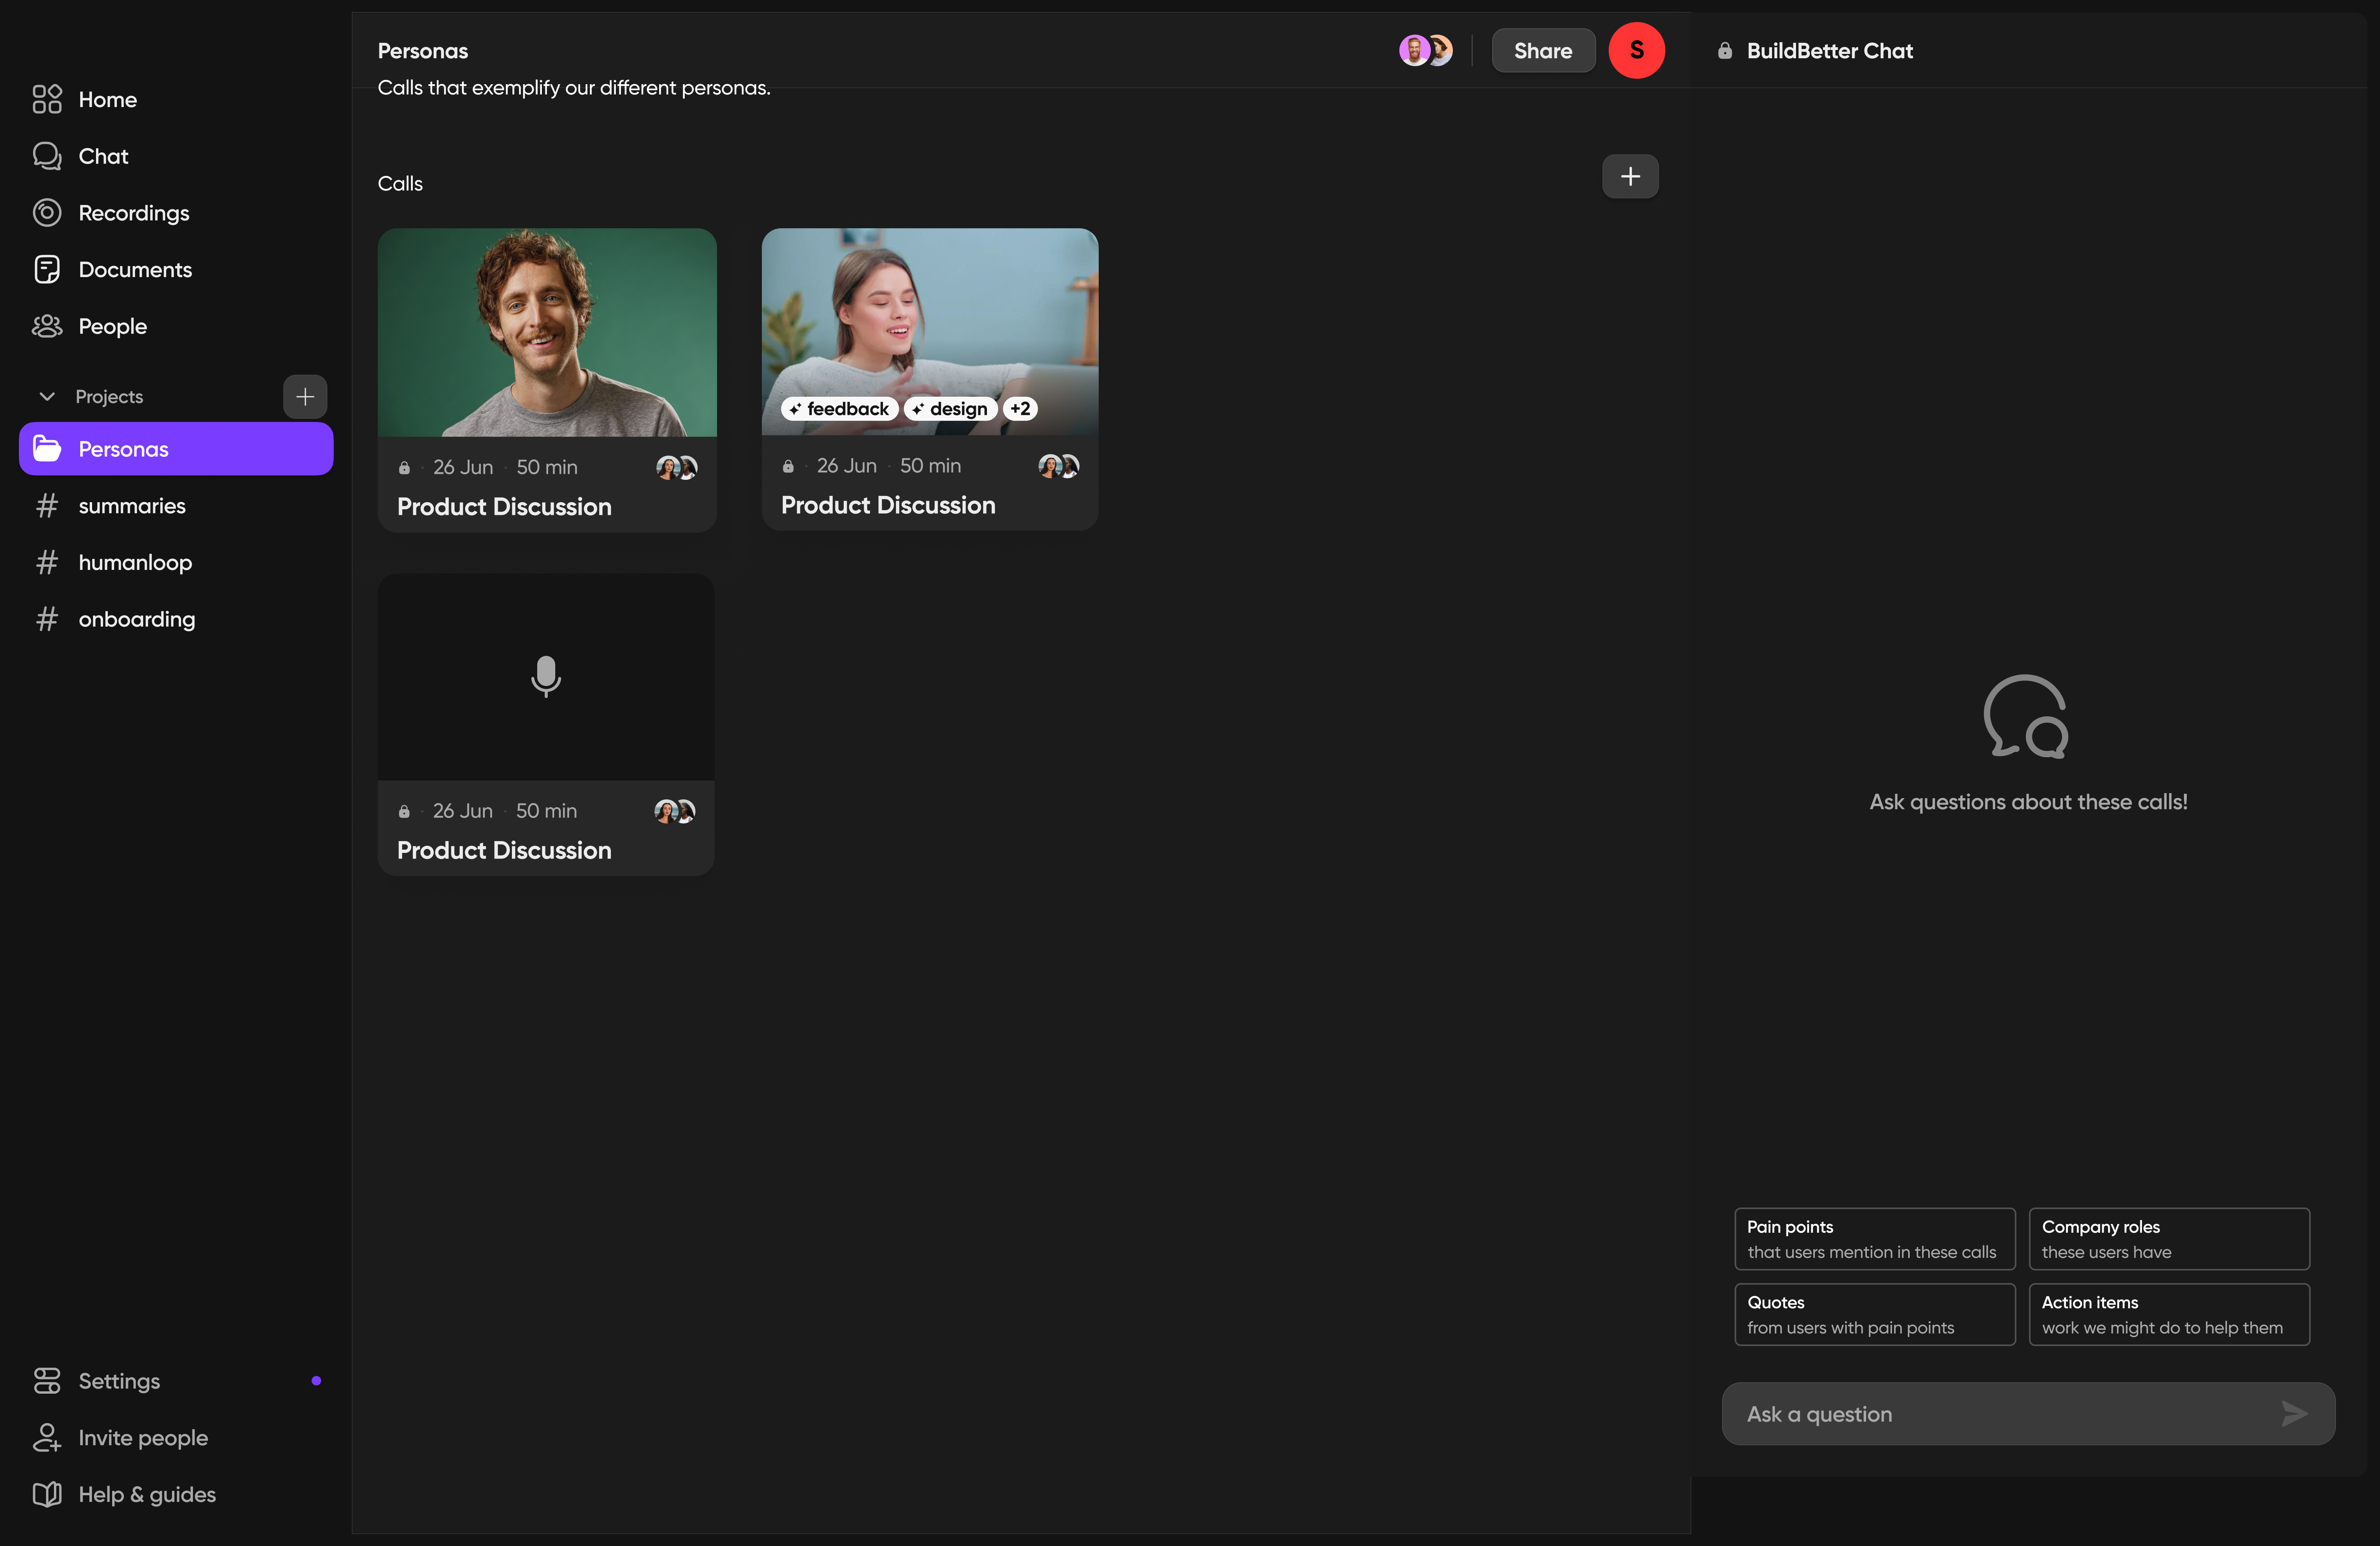 Home
Chat
Recordings
Documents
People
Projects
Personas
summaries
humanloop
onboarding
Settings
Invite people
Help & guides
Personas
Share
S
Calls that exemplify our different personas.
Calls
26 Jun · 50 min
Product Discussion
feedback design +2
26 Jun · 50 min
Product Discussion
26 Jun · 50 min
Product Discussion
BuildBetter Chat
Ask questions about these calls!
Pain points
that users mention in these calls
Company roles
these users have
Quotes
from users with pain points
Action items
work we might do to help them
Ask a question